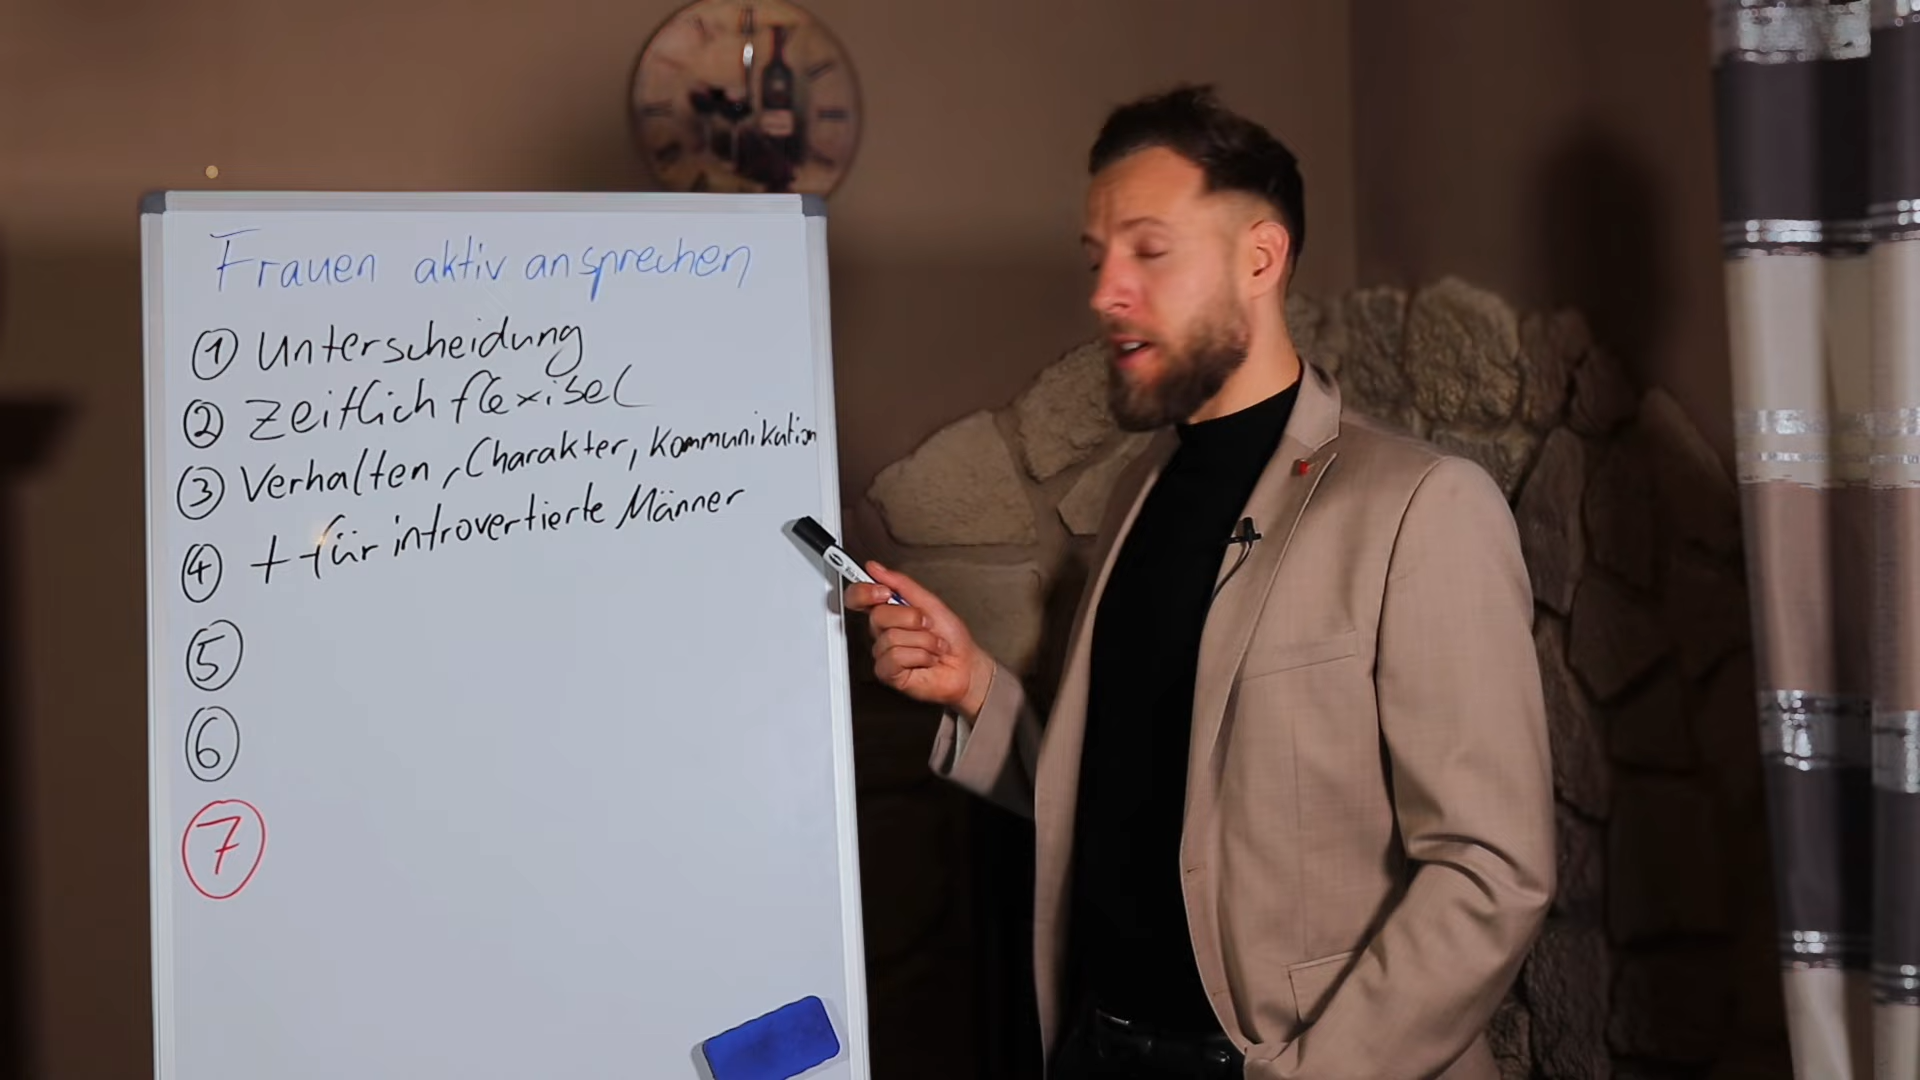 Frauen aktiv ansprechen
① Unterscheidung
② zeitlich flexibel
③ Verhalten, Charakter, Kommunikation
④ + für introvertierte Männer
⑤
⑥
⑦